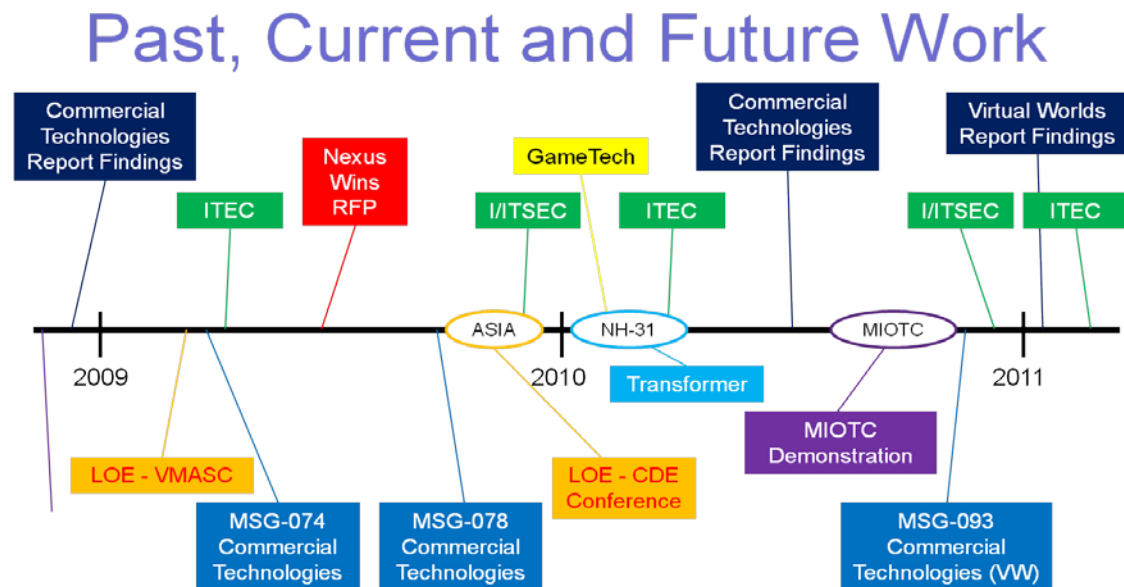 Past, Current and Future Work
Commercial
Technologies
Report Findings
ITEC
Nexus
Wins
RFP
I/ITSEC
GameTech
ITEC
Commercial
Technologies
Report Findings
I/ITSEC
Virtual Worlds
Report Findings
ITEC
ASIA
NH-31
MIOTC
2009
2010
2011
LOE - VMASC
MSG-074
Commercial
Technologies
MSG-078
Commercial
Technologies
LOE - CDE
Conference
Transformer
MIOTC
Demonstration
MSG-093
Commercial
Technologies (VW)